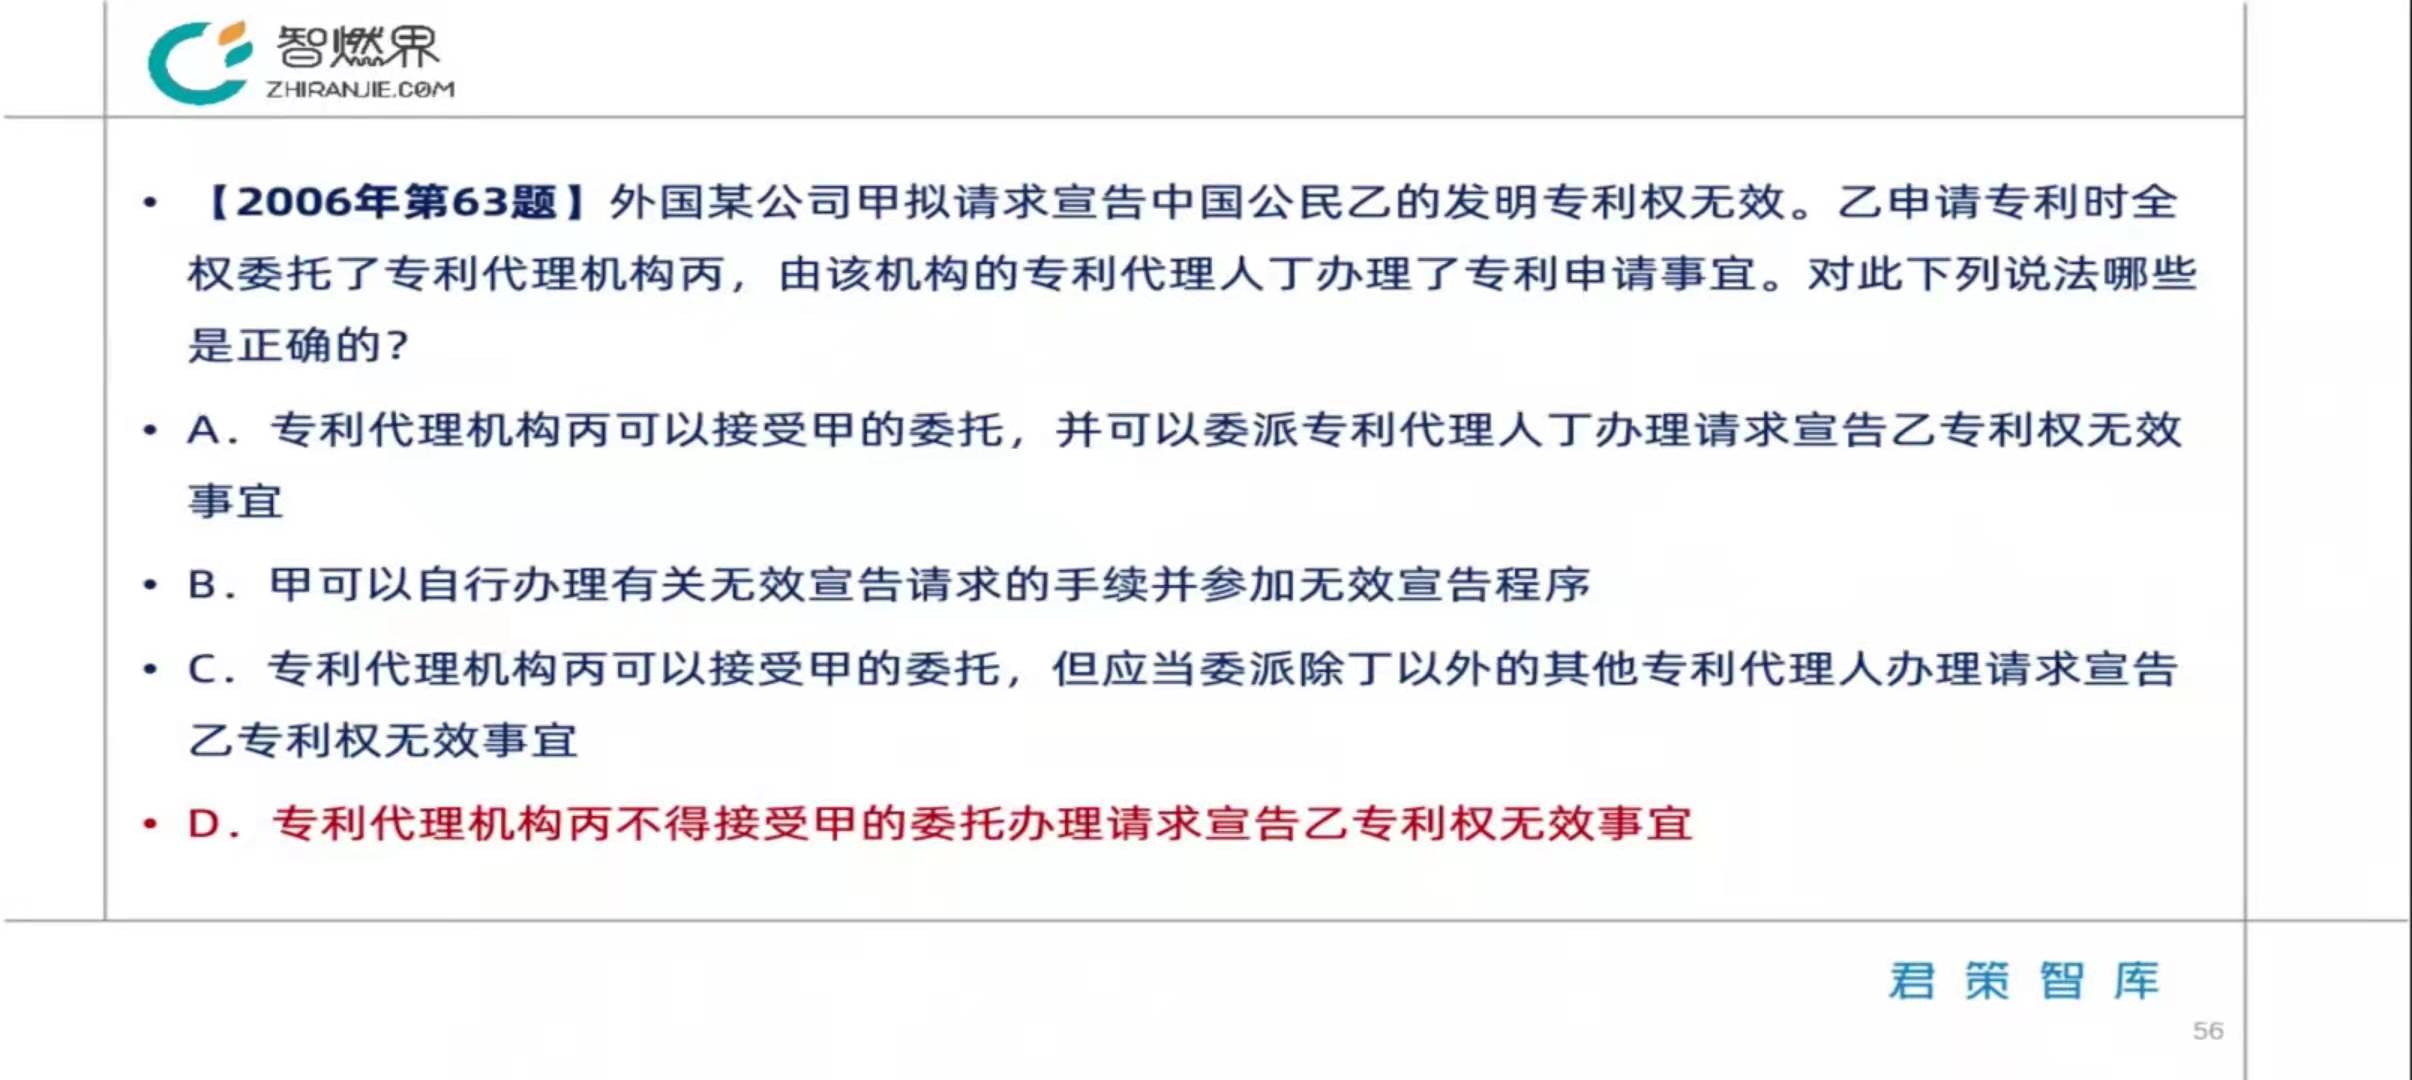 智燃界
ZHIRANJIE.COM
• 【2006年第63题】外国某公司甲拟请求宣告中国公民乙的发明专利权无效。乙申请专利时全
权委托了专利代理机构丙，由该机构的专利代理人丁办理了专利申请事宜。对此下列说法哪些
是正确的?
• A. 专利代理机构丙可以接受甲的委托，并可以委派专利代理人丁办理请求宣告乙专利权无效
事宜
• B. 甲可以自行办理有关无效宣告请求的手续并参加无效宣告程序
• C. 专利代理机构丙可以接受甲的委托，但应当委派除丁以外的其他专利代理人办理请求宣告
乙专利权无效事宜
• D. 专利代理机构丙不得接受甲的委托办理请求宣告乙专利权无效事宜
君策智库
56